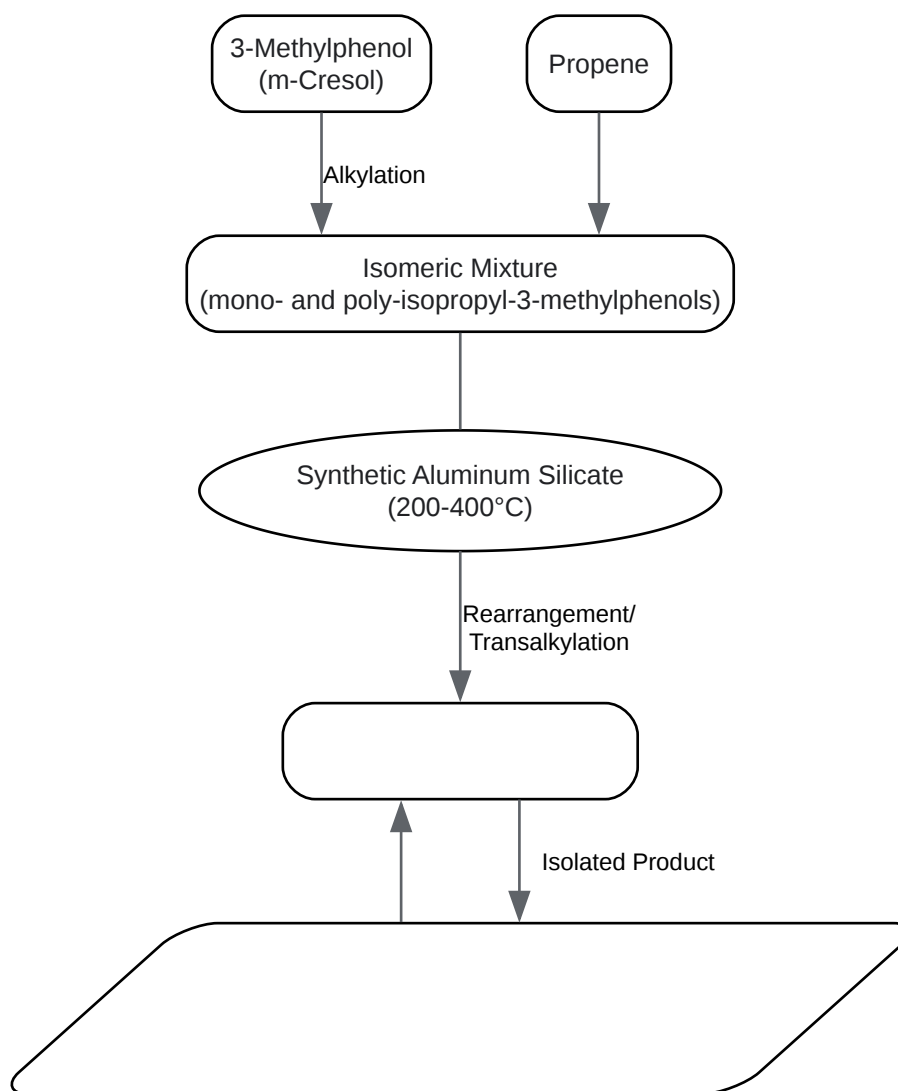 3-Methylphenol
(m-Cresol)
Propene
Alkylation
Isomeric Mixture
(mono- and poly-isopropyl-3-methylphenols)
Synthetic Aluminum Silicate
(200-400°C)
Rearrangement/
Transalkylation
Isolated Product